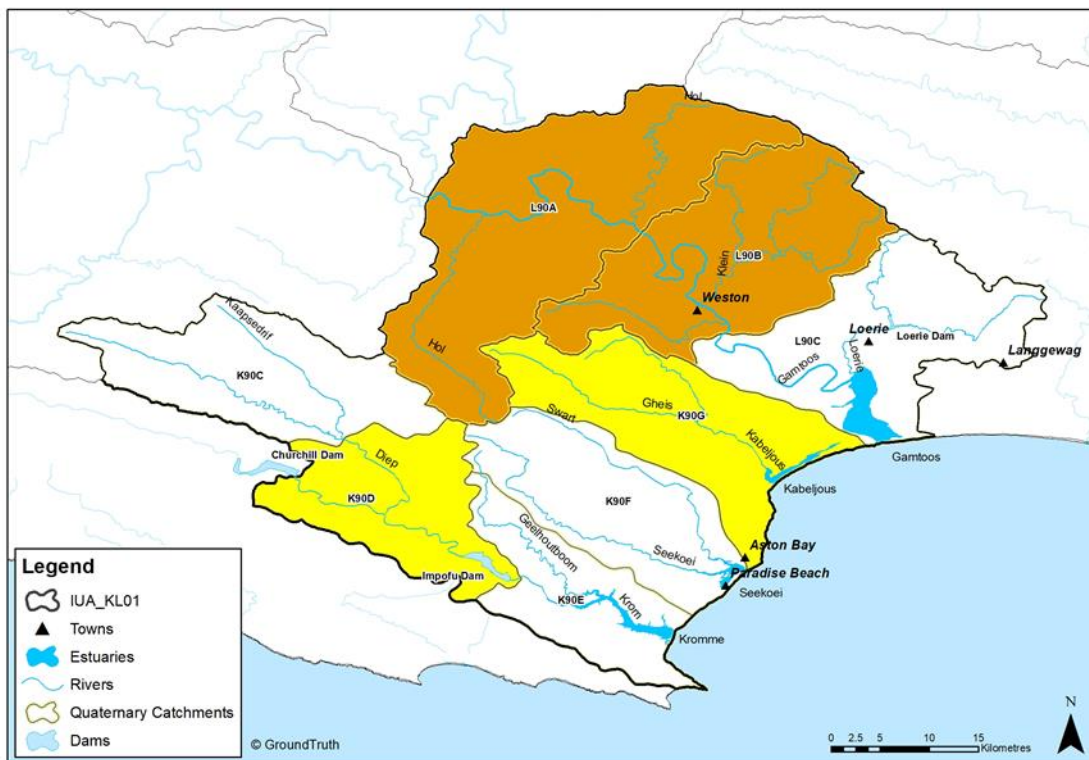 Hol
L90A
L90B
Klein
Weston
Kaapsedrif
Hol
K90C
L90C
Loerie
Loerie
Loerie Dam
Langgewag
Gamtoos
Gheis
K90G
Swart
Kabeljous
Gamtoos
Churchill Dam
Diep
K90D
Kabeljous
K90F
Geelhoutboom
Seekoei
Aston Bay
Impofu Dam
Paradise Beach
Seekoei
K90E
Krom
Kromme
Legend
IUA_KL01
Towns
Estuaries
Rivers
Quaternary Catchments
Dams
© GroundTruth
N
0 2.5 5 10 15
Kilometres